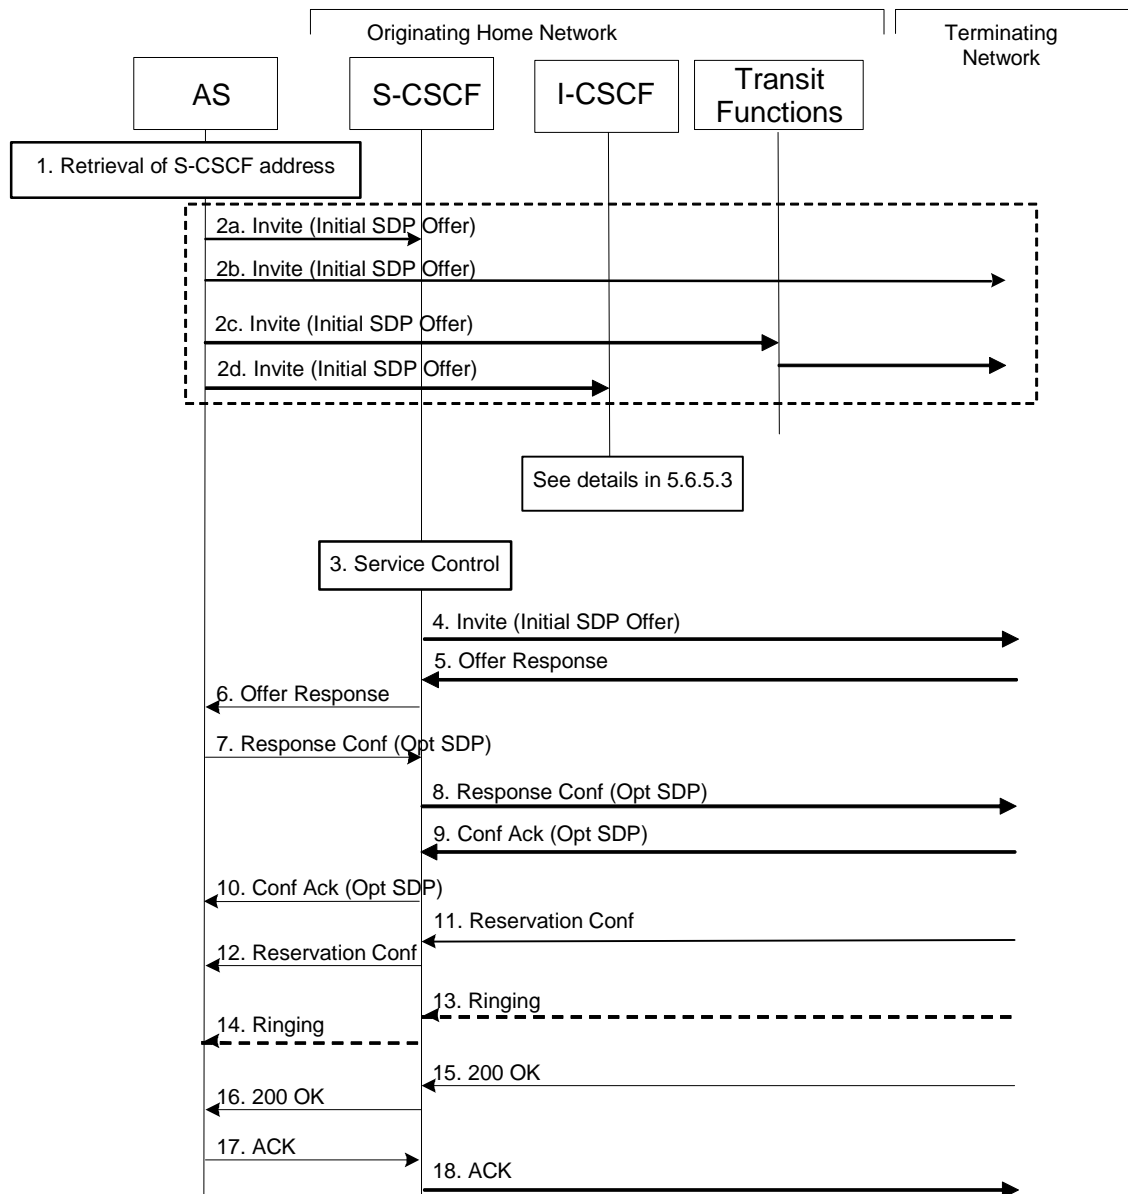 Originating Home Network
Terminating
Network
AS
S-CSCF
I-CSCF
Transit
Functions
1. Retrieval of S-CSCF address
2a. Invite (Initial SDP Offer)
2b. Invite (Initial SDP Offer)
2c. Invite (Initial SDP Offer)
2d. Invite (Initial SDP Offer)
See details in 5.6.5.3
3. Service Control
4. Invite (Initial SDP Offer)
5. Offer Response
6. Offer Response
7. Response Conf (Opt SDP)
8. Response Conf (Opt SDP)
9. Conf Ack (Opt SDP)
10. Conf Ack (Opt SDP)
11. Reservation Conf
12. Reservation Conf
13. Ringing
14. Ringing
15. 200 OK
16. 200 OK
17. ACK
18. ACK